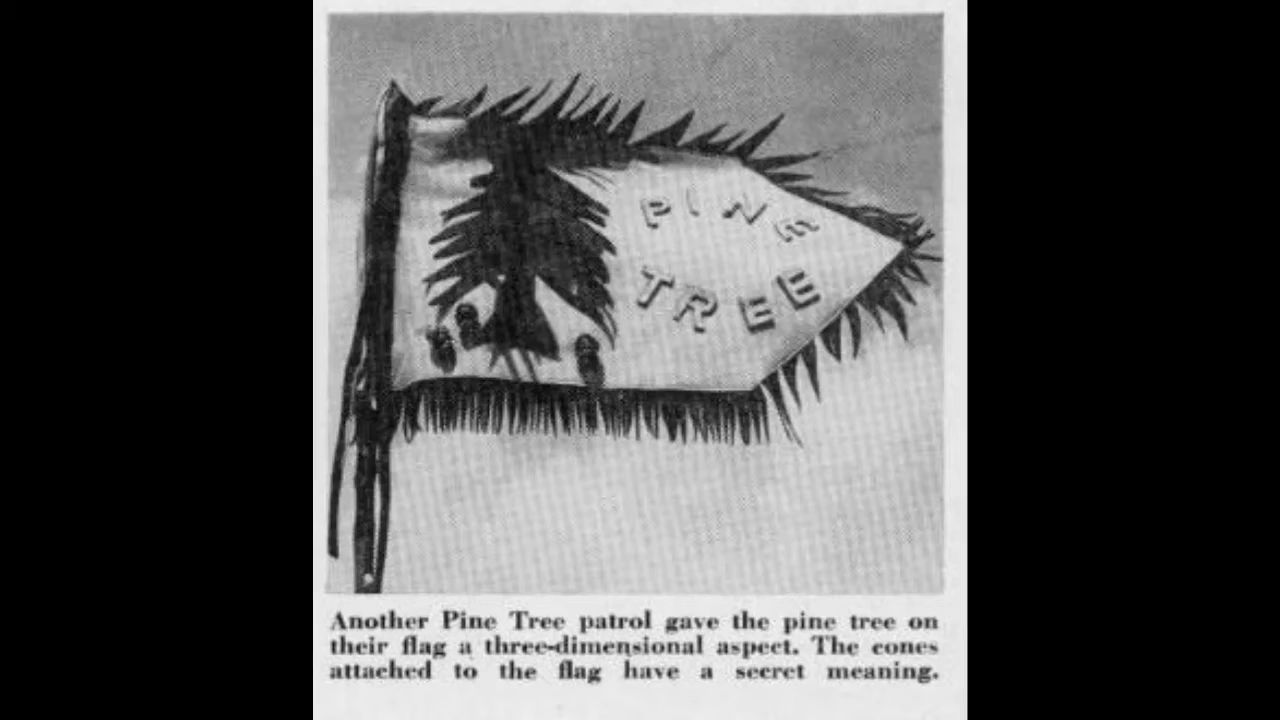 PINE
TREE
Another Pine Tree patrol gave the pine tree on
their flag a three-dimensional aspect. The cones
attached to the flag have a secret meaning.